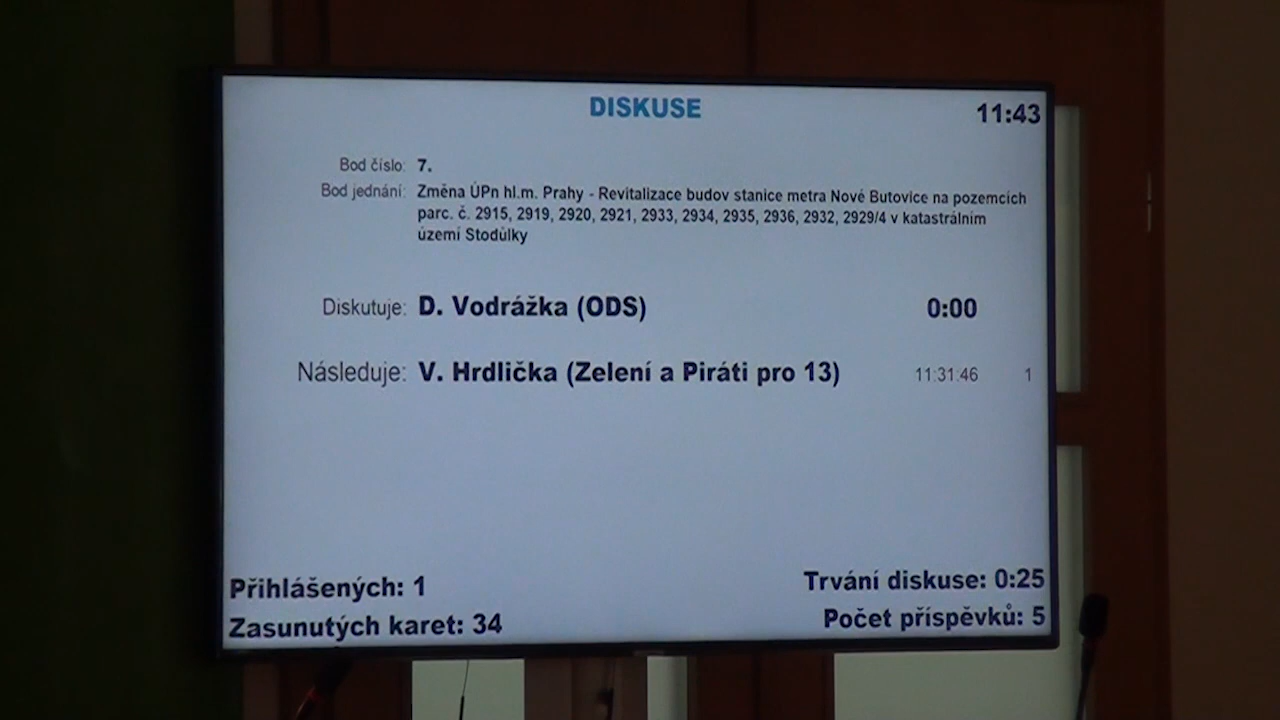 DISKUSE
11:43
Bod číslo: 7.
Bod jednání: Změna ÚPn hl.m. Prahy - Revitalizace budov stanice metra Nové Butovice na pozemcích
parc. č. 2915, 2919, 2920, 2921, 2933, 2934, 2935, 2936, 2932, 2929/4 v katastrálním
území Stodůlky
Diskutuje: D. Vodrážka (ODS) 0:00
Následuje: V. Hrdlička (Zelení a Piráti pro 13) 11:31:46 1
Přihlášených: 1
Trvání diskuse: 0:25
Zasunutých karet: 34
Počet příspěvků: 5